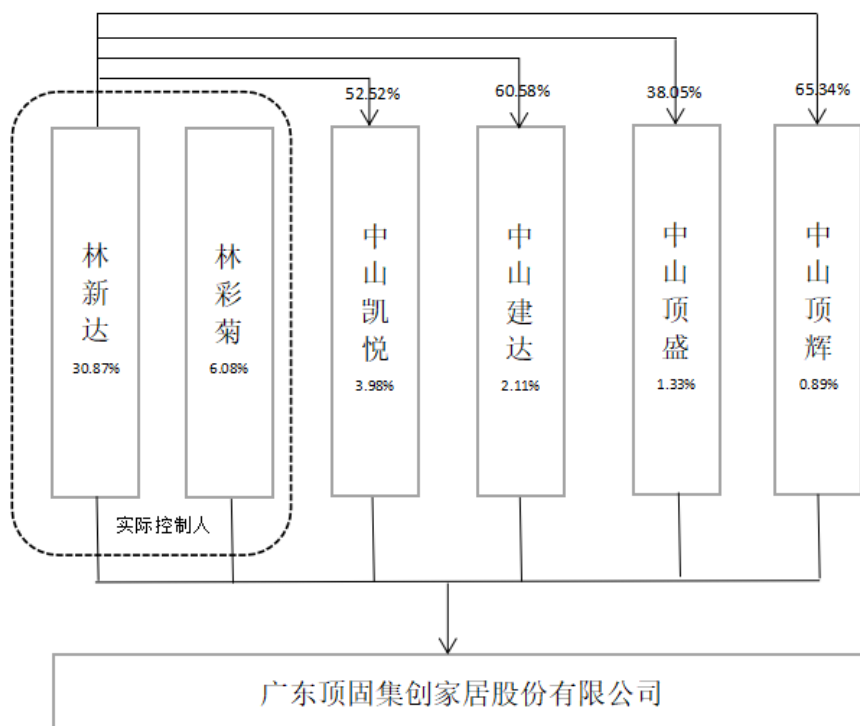 52.52%
60.58%
38.05%
65.34%
林新达
30.87%
林彩菊
6.08%
中山凯悦
3.98%
中山建达
2.11%
中山顶盛
1.33%
中山顶辉
0.89%
实际控制人
广东顶固集创家居股份有限公司